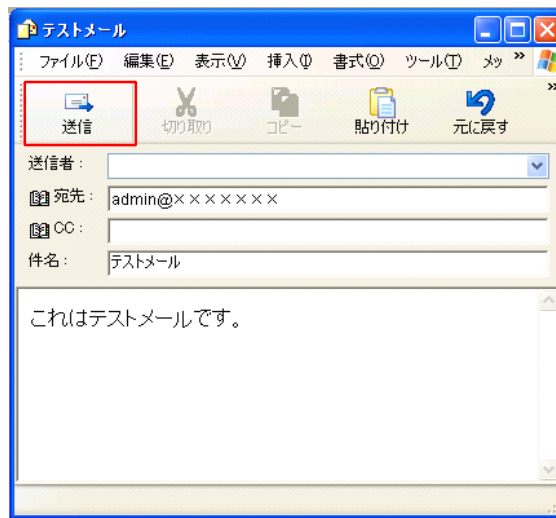 テストメール
ファイル(F) 編集(E) 表示(V) 挿入(I) 書式(O) ツール(T) メッ »
送信 切り取り コピー 貼り付け 元に戻す »
送信者:
宛先: admin@×××××××
CC:
件名: テストメール
これはテストメールです。